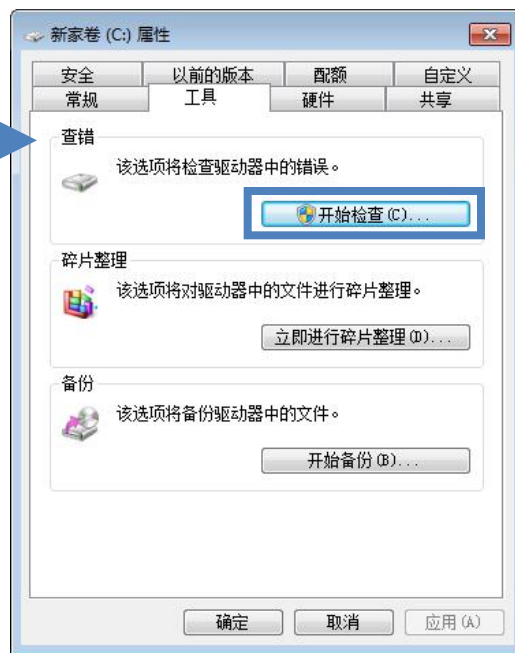 新家卷 (C:) 属性
安全 以前的版本 配额 自定义
常规 工具 硬件 共享
查错
该选项将检查驱动器中的错误。
开始检查(C)...
碎片整理
该选项将对驱动器中的文件进行碎片整理。
立即进行碎片整理(D)...
备份
该选项将备份驱动器中的文件。
开始备份(B)...
确定 取消 应用(A)